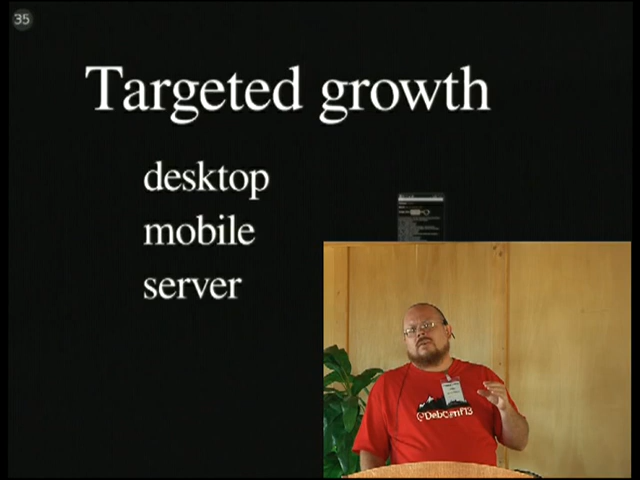 35
Targeted growth
desktop
mobile
server
@DebConf13